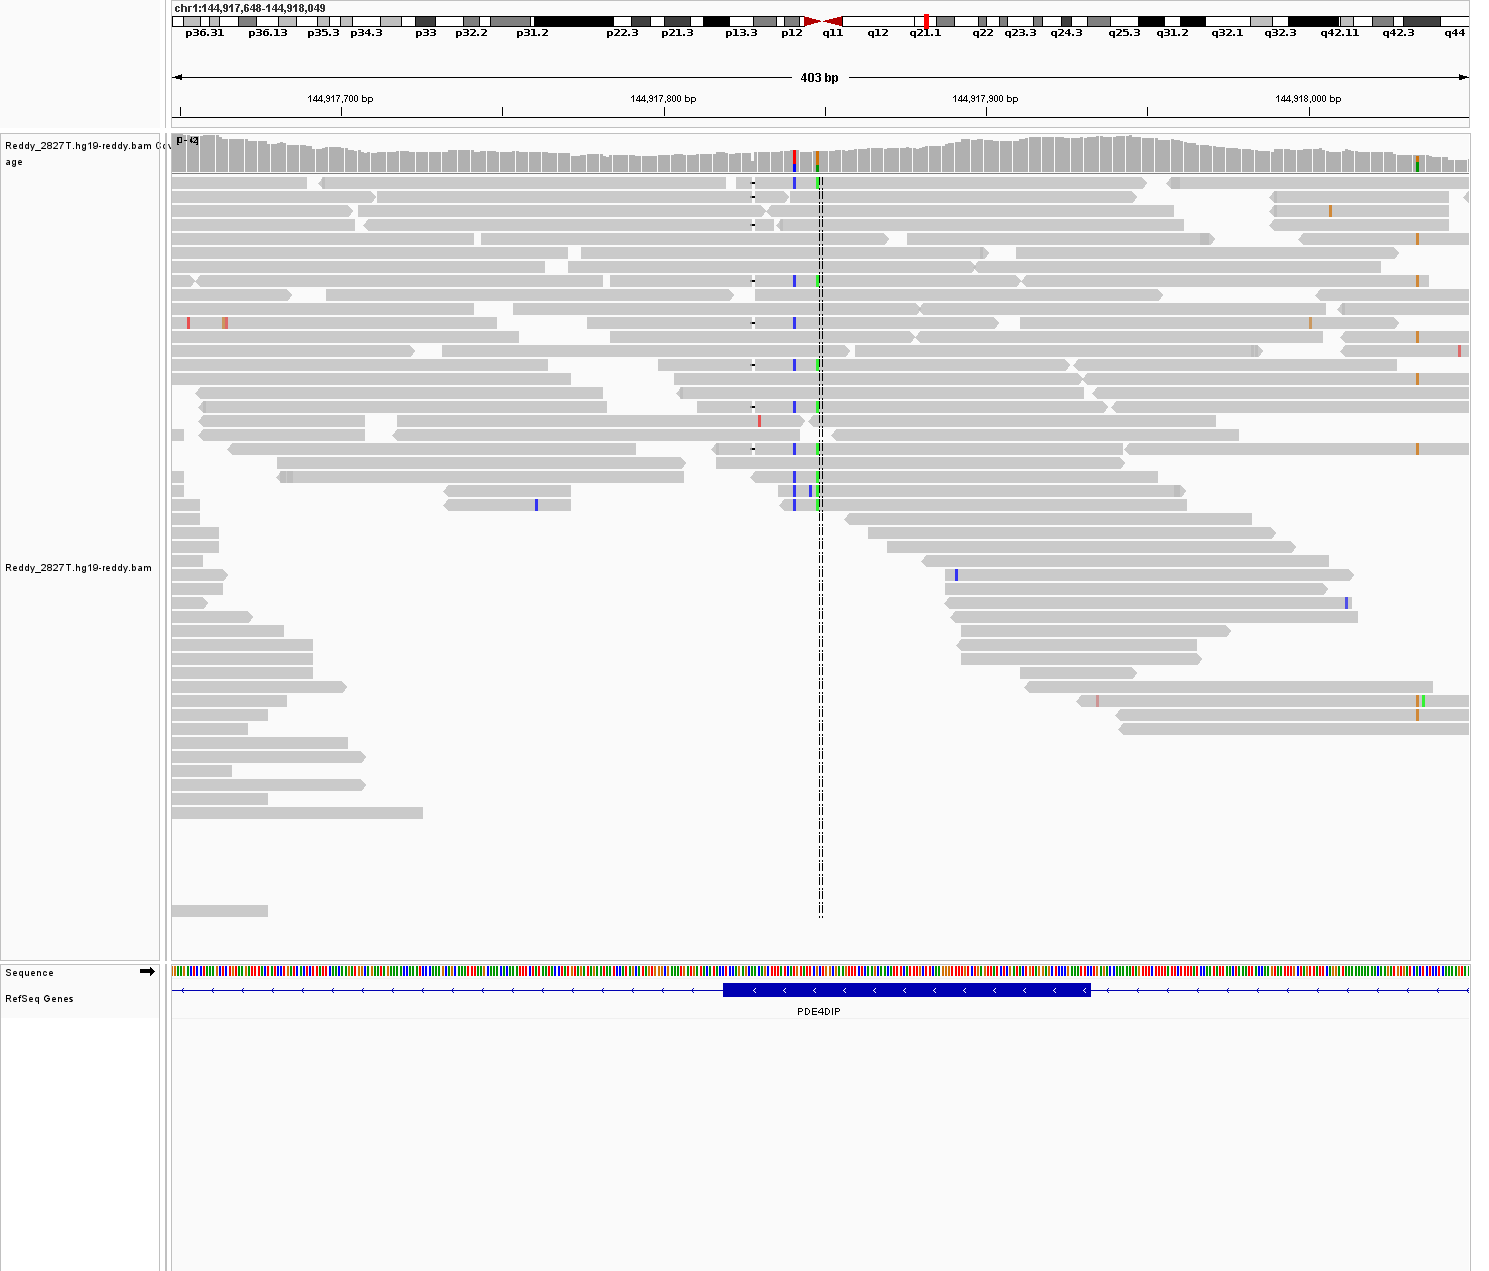 chr1:144,917,648-144,918,049
p36.31 p36.13 p35.3 p34.3 p33 p32.2 p31.2 p22.3 p21.3 p13.3 p12 q11 q12 q21.1 q22 q23.3 q24.3 q25.3 q31.2 q32.1 q32.3 q42.11 q42.3 q44
403 bp
144,917,700 bp 144,917,800 bp 144,917,900 bp 144,918,000 bp
Reddy_2827T.hg19-reddy.bam Cov
age
Reddy_2827T.hg19-reddy.bam
Sequence
RefSeq Genes
PDE4DIP